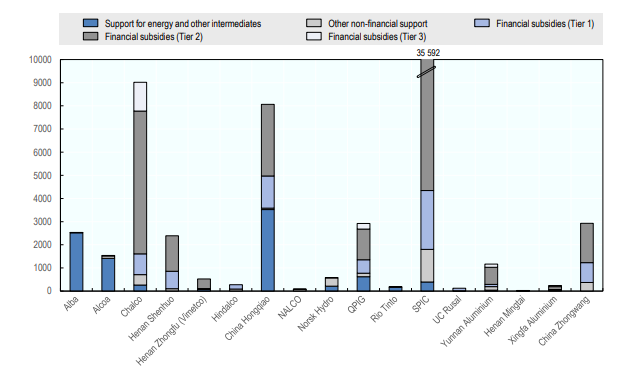 Support for energy and other intermediates Other non-financial support Financial subsidies (Tier 1)
Financial subsidies (Tier 2) Financial subsidies (Tier 3)
35 592
10000
9000
8000
7000
6000
5000
4000
3000
2000
1000
0
Alba
Alcoa
Chalco
Henan Shenhuo
Henan Zhongfu (Vimetco)
Hindalco
China Hongqiao
NALCO
Norsk Hydro
QPIG
Rio Tinto
SPIC
UC Rusal
Yunnan Aluminium
Henan Mingtai
Xingfa Aluminium
China Zhongwang